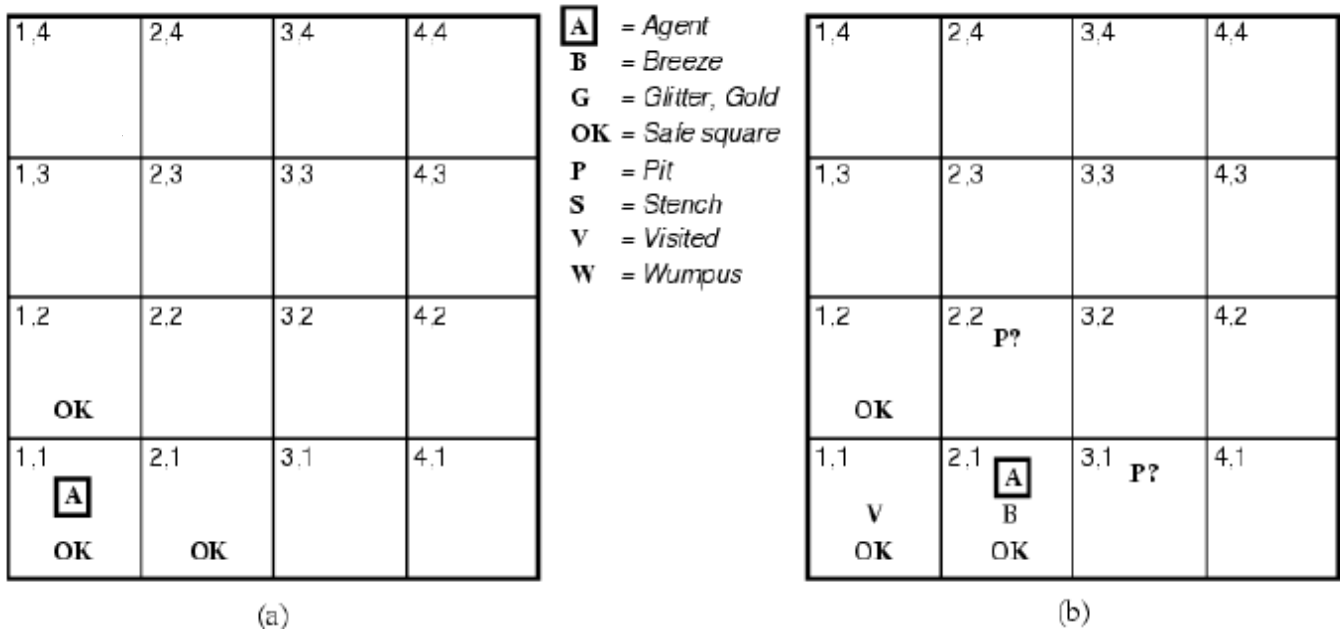 1,4 2,4 3,4 4,4
1,3 2,3 3,3 4,3
1,2 2,2 3,2 4,2
OK
1,1 2,1 3,1 4,1
A
OK OK
(a)
A = Agent
B = Breeze
G = Glitter, Gold
OK = Safe square
P = Pit
S = Stench
V = Visited
W = Wumpus
1,4 2,4 3,4 4,4
1,3 2,3 3,3 4,3
1,2 2,2 3,2 4,2
P?
OK
1,1 2,1 3,1 4,1
A P?
V B
OK OK
(b)